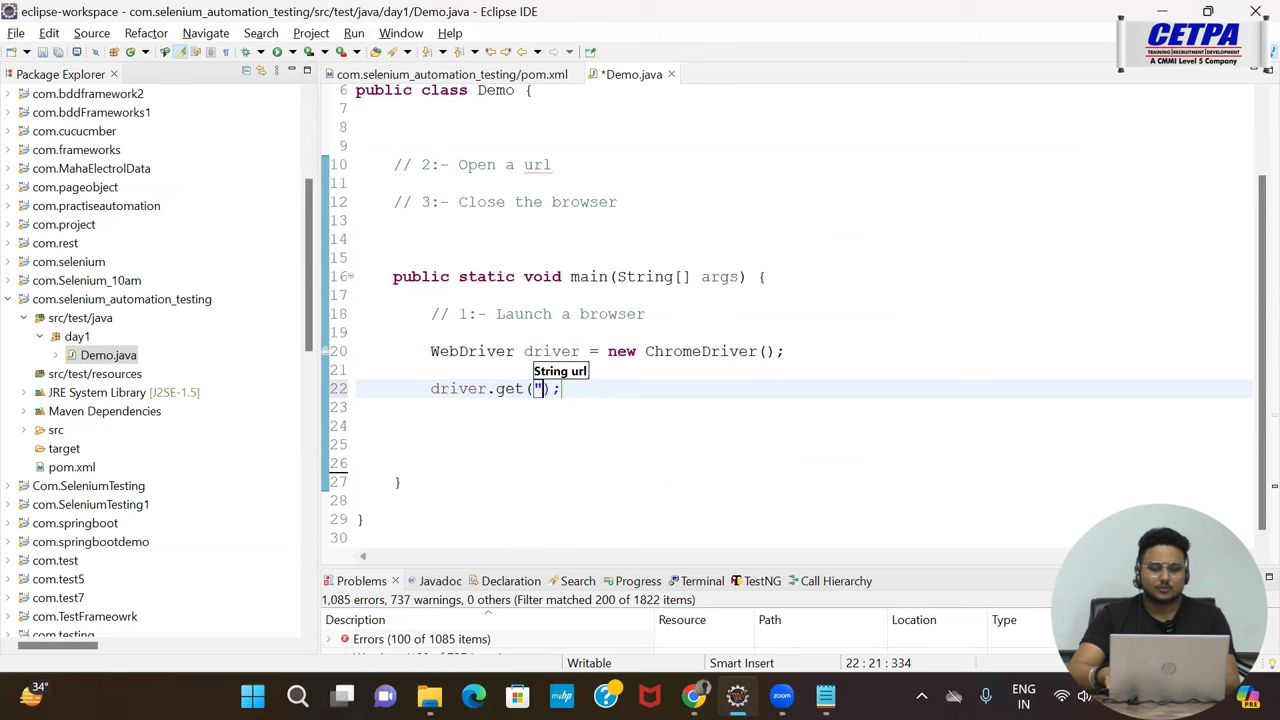 eclipse-workspace - com.selenium_automation_testing/src/test/java/day1/Demo.java - Eclipse IDE
CETPA
TRAINING|RECRUITMENT|DEVELOPMENT
A CMMI Level 5 Company
File Edit Source Refactor Navigate Search Project Run Window Help
Package Explorer
com.selenium_automation_testing/pom.xml
*Demo.java
com.bddframework2
com.bddFrameworks1
com.cucucmber
com.frameworks
com.MahaElectrolData
com.pageobject
com.practiseautomation
com.project
com.rest
com.selenium
com.Selenium_10am
com.selenium_automation_testing
src/test/java
day1
Demo.java
src/test/resources
JRE System Library [J2SE-1.5]
Maven Dependencies
src
target
pom.xml
Com.SeleniumTesting
com.SeleniumTesting1
com.springboot
com.springbootdemo
com.test
com.test5
com.test7
com.TestFrameowrk
com.testing
6 public class Demo {
7
8
9
10 // 2:- Open a url
11
12 // 3:- Close the browser
13
14
15
16 public static void main(String[] args) {
17
18 // 1:- Launch a browser
19
20 WebDriver driver = new ChromeDriver();
21 String url
22 driver.get(");
23
24
25
26
27 }
28
29 }
30
Problems Javadoc Declaration Search Progress Terminal TestNG Call Hierarchy
1,085 errors, 737 warnings, 0 others (Filter matched 200 of 1822 items)
Description Resource Path Location Type
Errors (100 of 1085 items)
Writable Smart Insert 22 : 21 : 334
34° ENG
IN